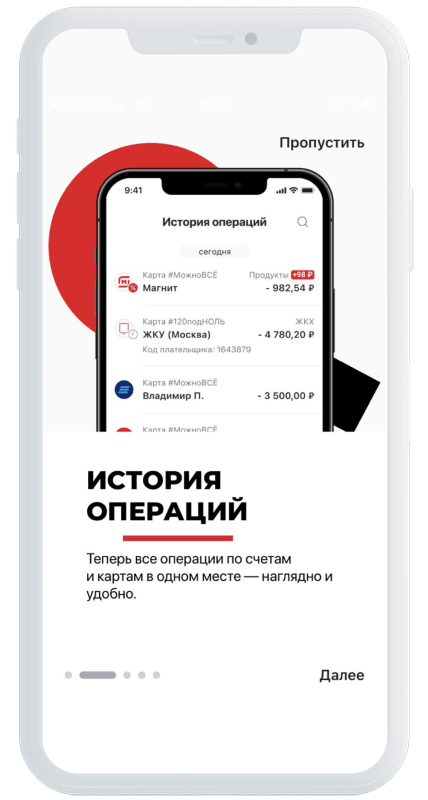 Пропустить
9:41
История операций
сегодня
Карта #МожноВСЁ
Продукты +98 ₽
Магнит
- 982,54 ₽
Карта #120подНОЛЬ
ЖКХ
ЖКУ (Москва)
- 4 780,20 ₽
Код плательщика: 1643879
Карта #МожноВСЁ
Владимир П.
- 3 500,00 ₽
Карта #МожноВСЁ
ИСТОРИЯ
ОПЕРАЦИЙ
Теперь все операции по счетам
и картам в одном месте — наглядно и
удобно.
Далее